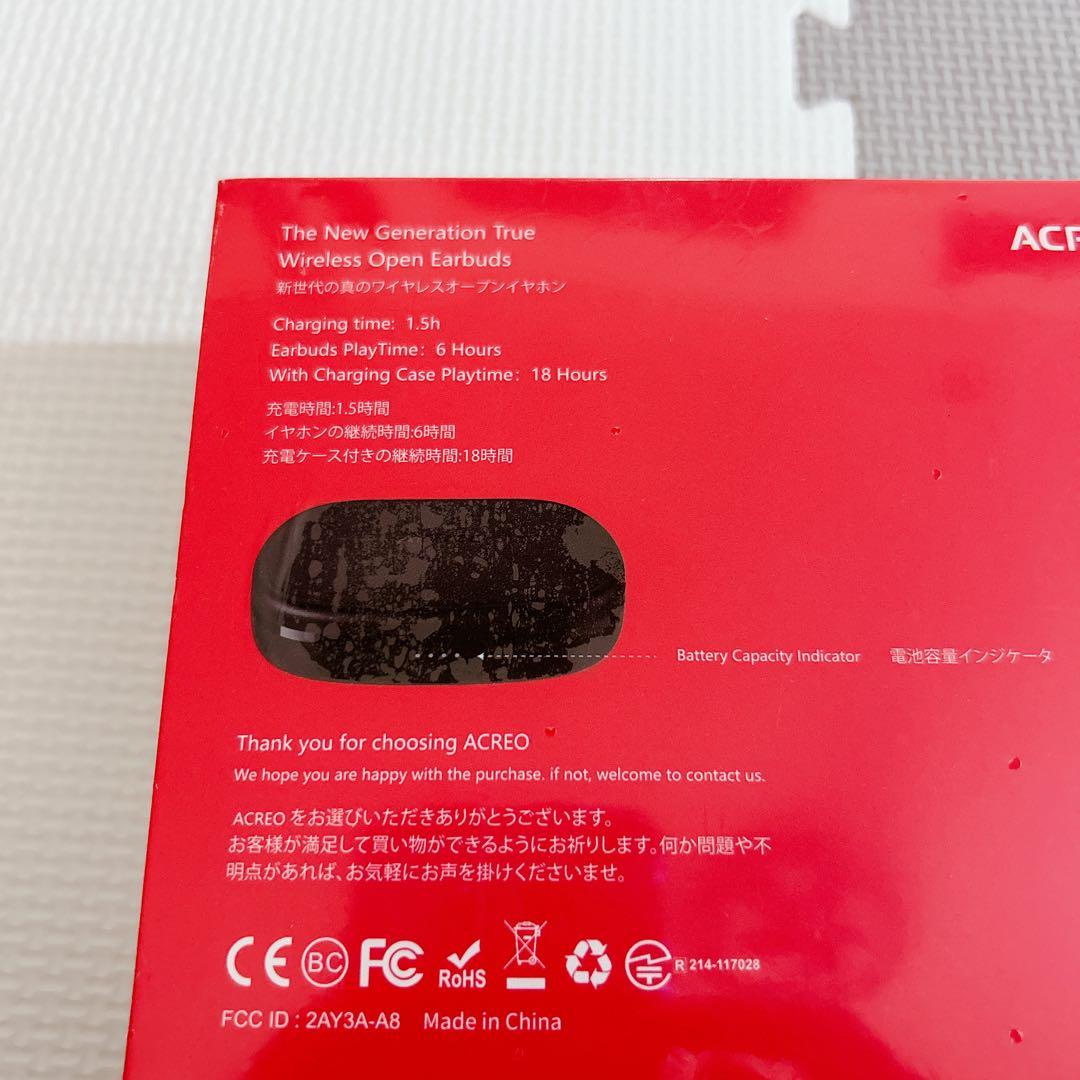 The New Generation True
Wireless Open Earbuds
新世代の真のワイヤレスオープンイヤホン
ACR
Charging time: 1.5h
Earbuds PlayTime: 6 Hours
With Charging Case Playtime: 18 Hours
充電時間:1.5時間
イヤホンの継続時間:6時間
充電ケース付きの継続時間:18時間
Battery Capacity Indicator 電池容量インジケータ
Thank you for choosing ACREO
We hope you are happy with the purchase. if not, welcome to contact us.
ACREO をお選びいただきありがとうございます。
お客様が満足して買い物ができるようにお祈りします。何か問題や不
明点があれば、お気軽にお声を掛けくださいませ。
CE BC FC RoHS R 214-117028
FCC ID : 2AY3A-A8 Made in China